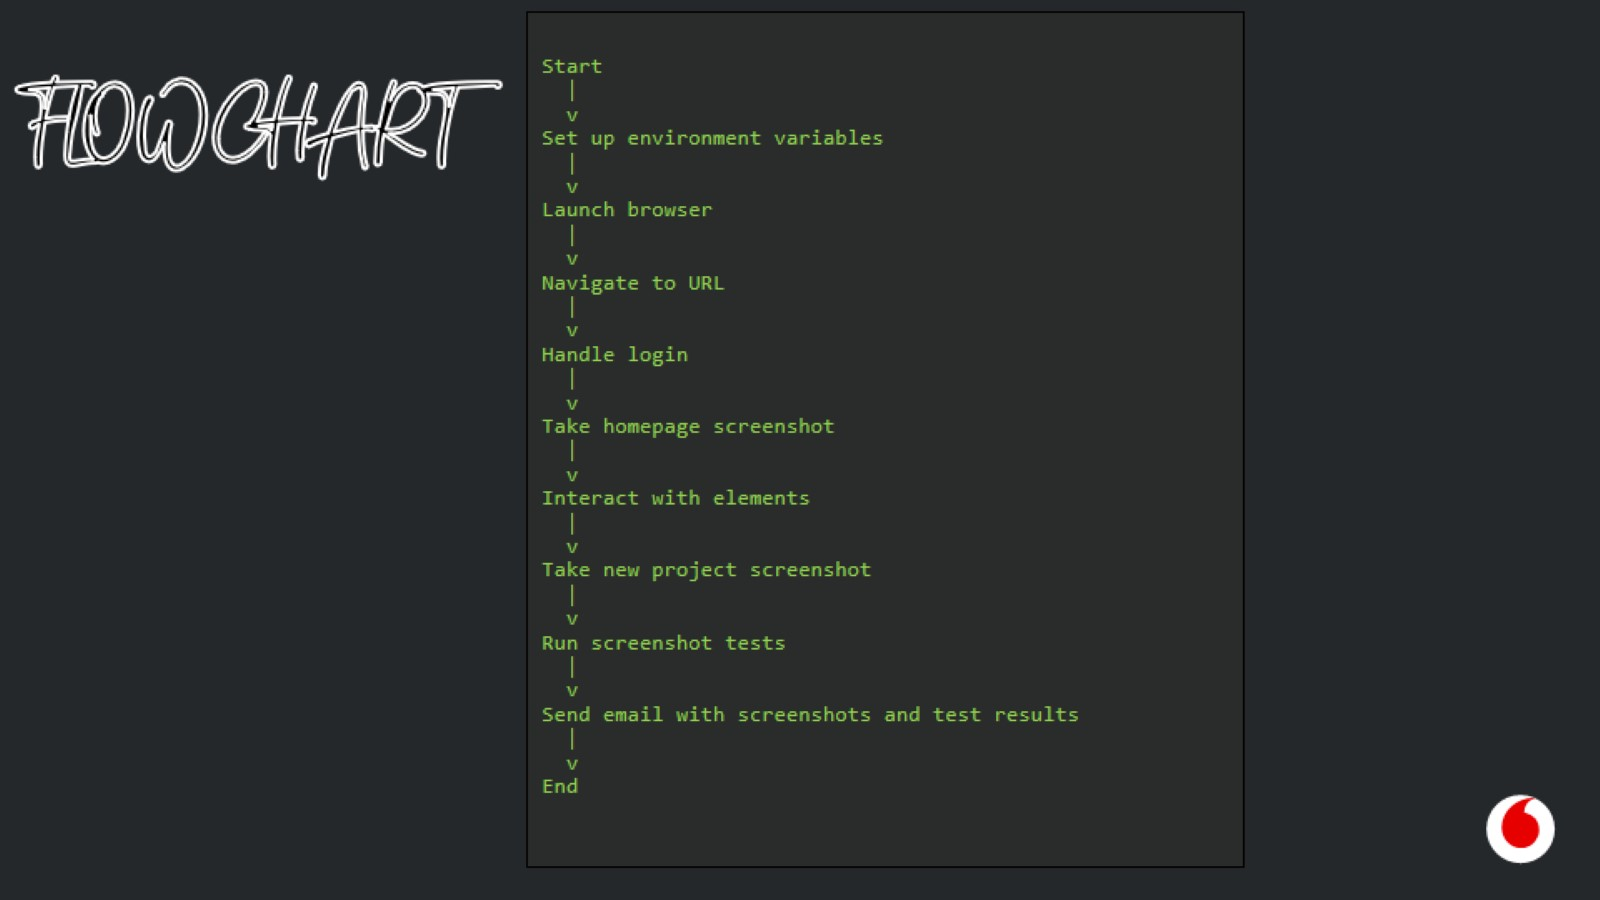 FLOWCHART
Start
|
v
Set up environment variables
|
v
Launch browser
|
v
Navigate to URL
|
v
Handle login
|
v
Take homepage screenshot
|
v
Interact with elements
|
v
Take new project screenshot
|
v
Run screenshot tests
|
v
Send email with screenshots and test results
|
v
End